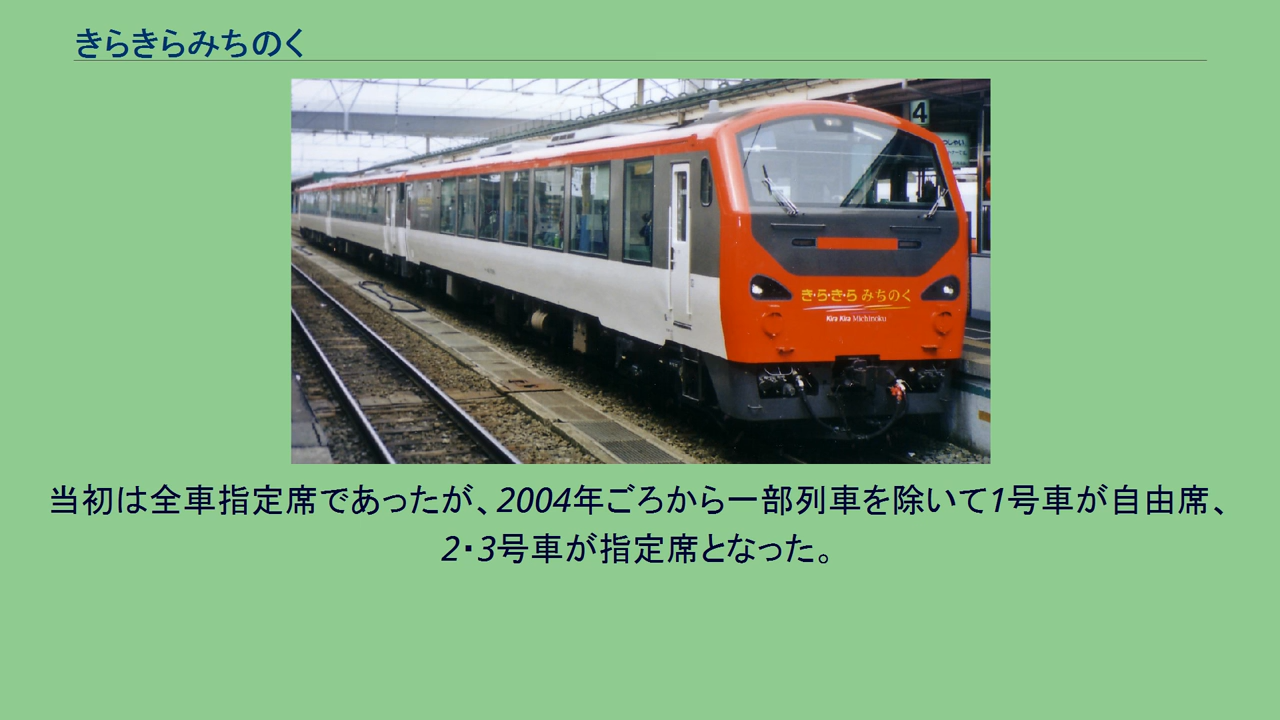 きらきらみちのく
4
き・ら・き・ら みちのく
Kira Kira Michinoku
当初は全車指定席であったが、2004年ごろから一部列車を除いて1号車が自由席、
2・3号車が指定席となった。